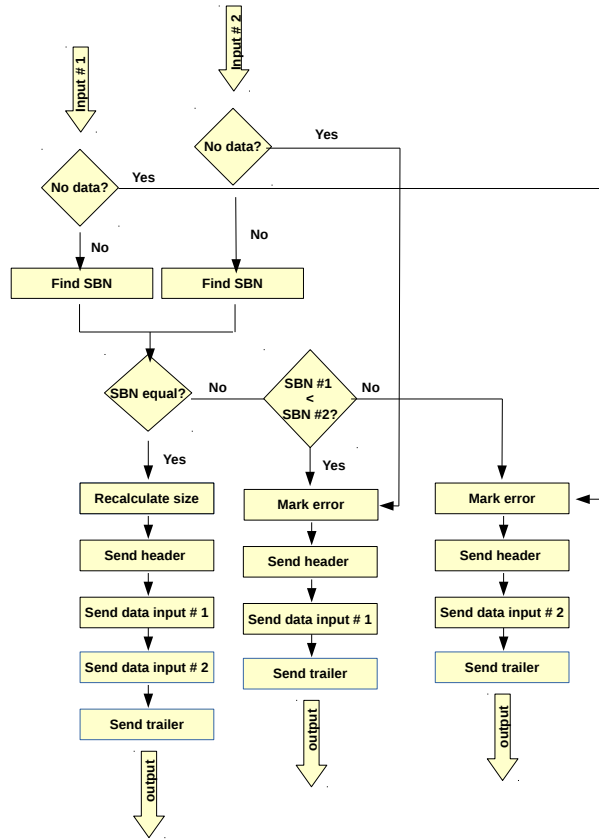 Input # 1
Input # 2
No data?
Yes
No data?
Yes
No
No
Find SBN
Find SBN
SBN equal?
No
SBN #1
<
SBN #2?
No
Yes
Yes
Recalculate size
Mark error
Mark error
Send header
Send header
Send header
Send data input # 1
Send data input # 1
Send data input # 2
Send data input # 2
Send trailer
Send trailer
Send trailer
output
output
output